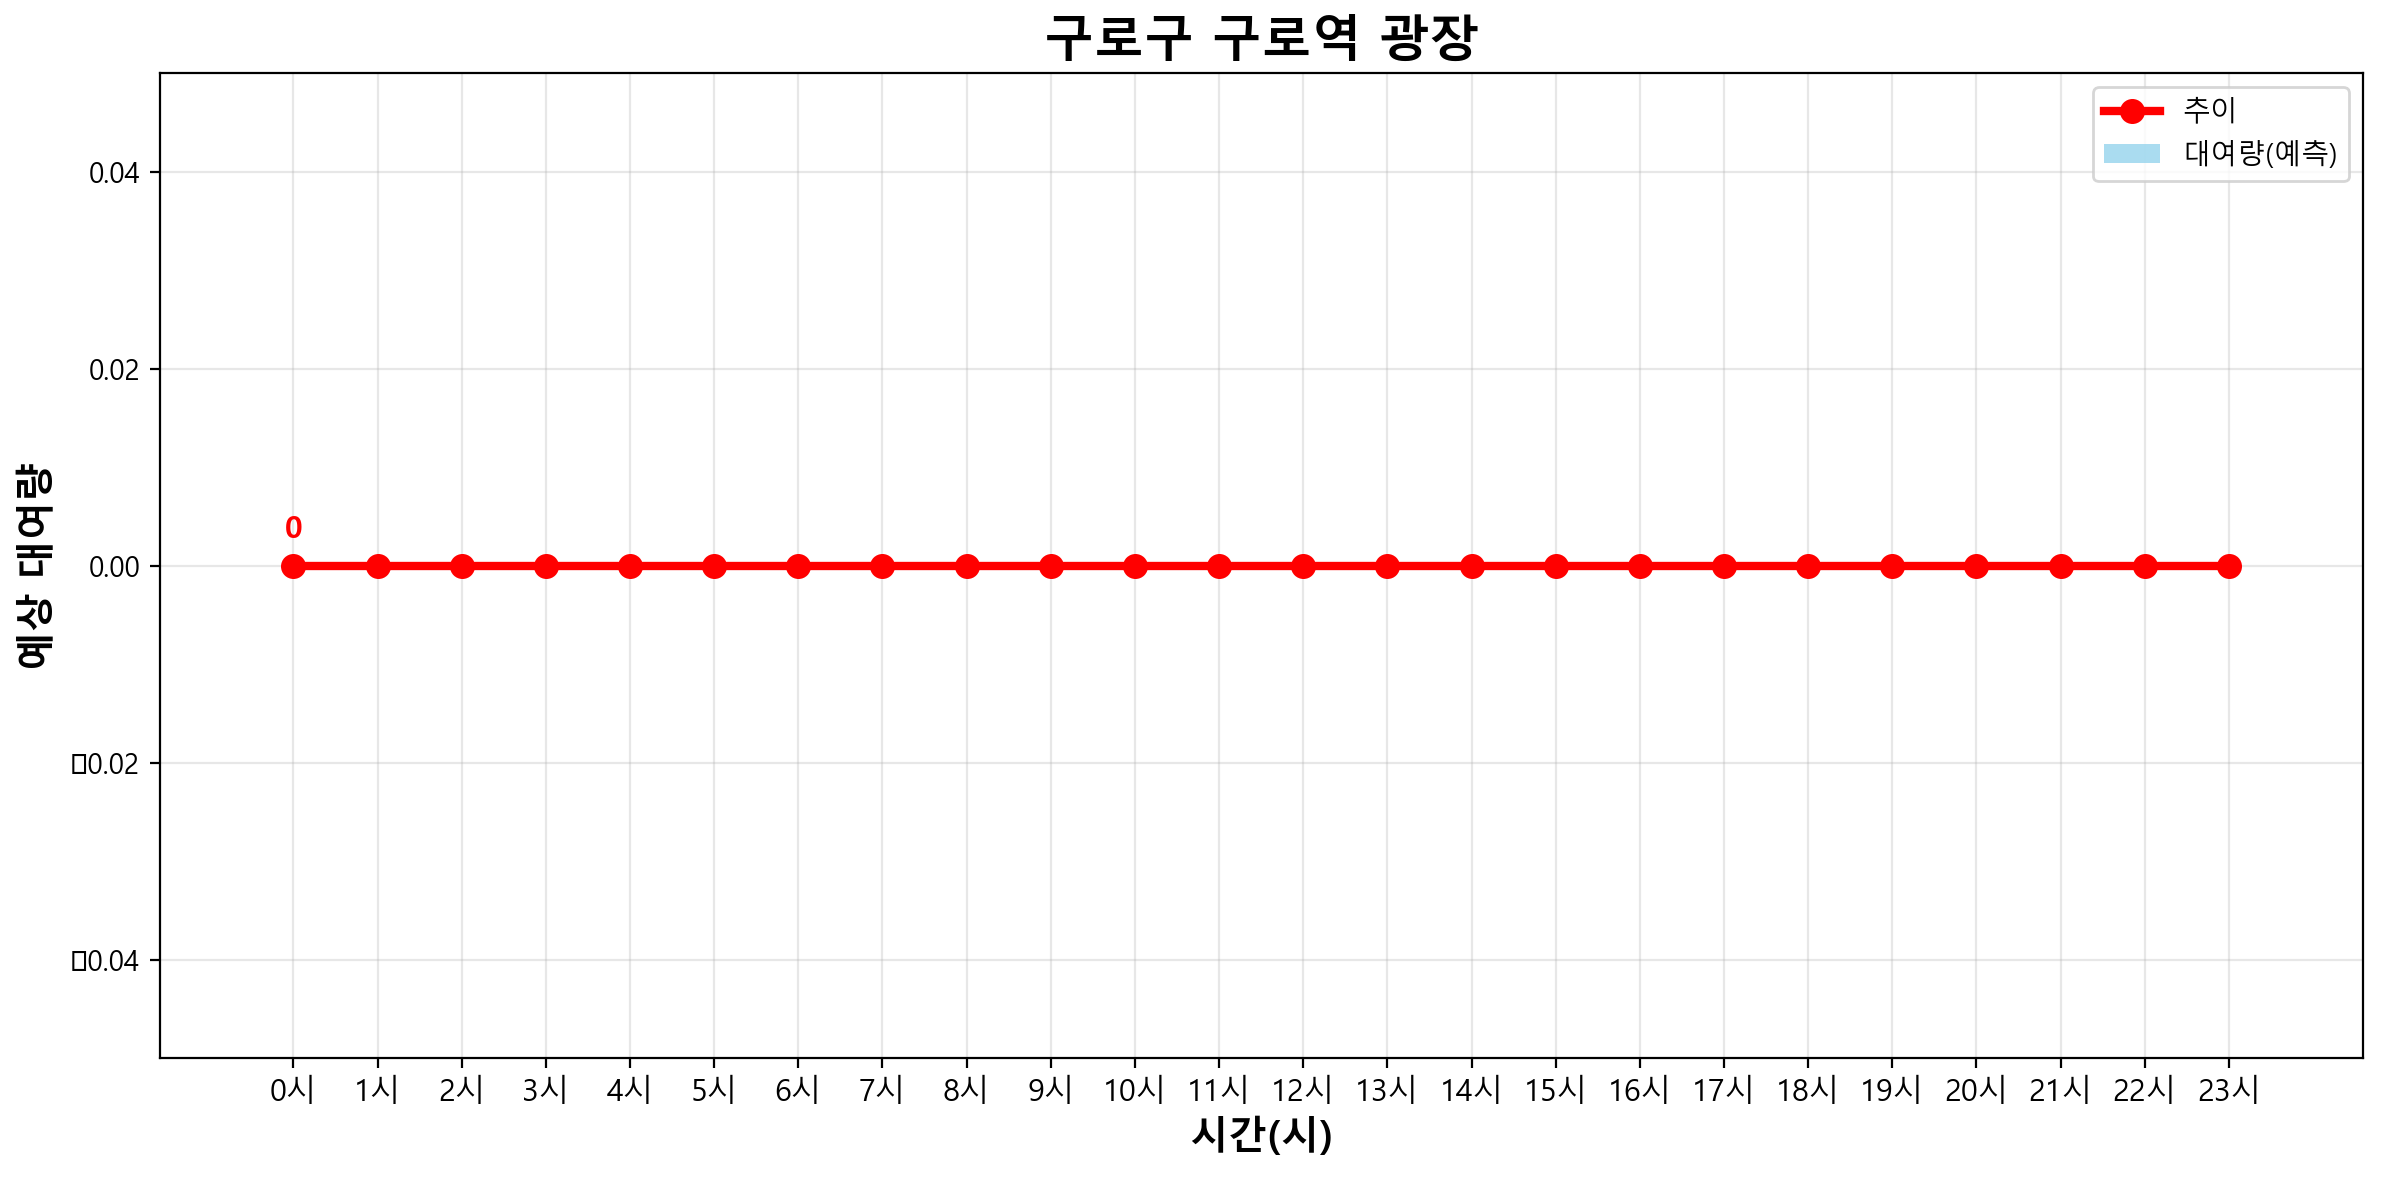 구로구 구로역 광장
추이
대여량(예측)
예상 대여량
0.04
0.02
0.00
□0.02
□0.04
0
0시 1시 2시 3시 4시 5시 6시 7시 8시 9시 10시 11시 12시 13시 14시 15시 16시 17시 18시 19시 20시 21시 22시 23시
시간(시)